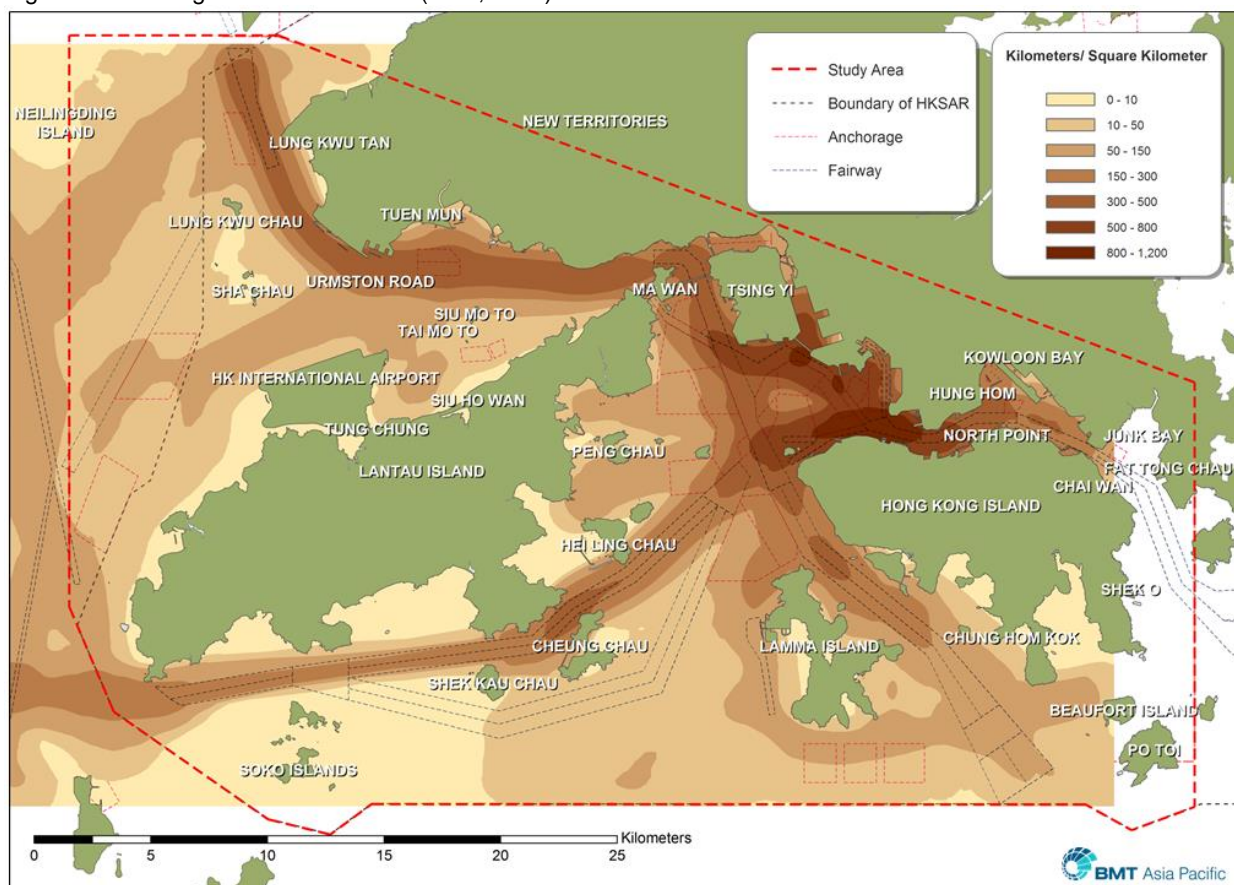 Kilometers/ Square Kilometer
0 - 10
10 - 50
50 - 150
150 - 300
300 - 500
500 - 800
800 - 1,200
Study Area
Boundary of HKSAR
Anchorage
Fairway
NEILINGDING
ISLAND
LUNG KWU TAN
NEW TERRITORIES
LUNG KWU CHAU
TUEN MUN
SHA CHAU
URMSTON ROAD
MA WAN
TSING YI
SIU MO TO
TAI MO TO
KOWLOON BAY
HK INTERNATIONAL AIRPORT
HUNG HOM
SIU HO WAN
TUNG CHUNG
NORTH POINT
JUNK BAY
PENG CHAU
LANTAU ISLAND
FAT TONG CHAU
CHAI WAN
HONG KONG ISLAND
HEI LING CHAU
SHEK O
CHEUNG CHAU
LAMMA ISLAND
CHUNG HOM KOK
SHEK KAU CHAU
BEAUFORT ISLAND
PO TOI
SOKO ISLANDS
Kilometers
0 5 10 15 20 25
BMT Asia Pacific